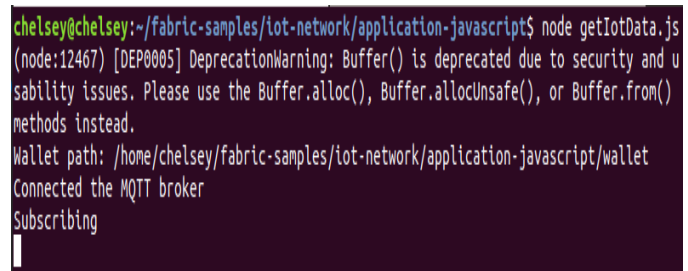 chelsey@chelsey:~/fabric-samples/iot-network/application-javascript$ node getIotData.js
(node:12467) [DEP0005] DeprecationWarning: Buffer() is deprecated due to security and u
sability issues. Please use the Buffer.alloc(), Buffer.allocUnsafe(), or Buffer.from()
methods instead.
Wallet path: /home/chelsey/fabric-samples/iot-network/application-javascript/wallet
Connected the MQTT broker
Subscribing